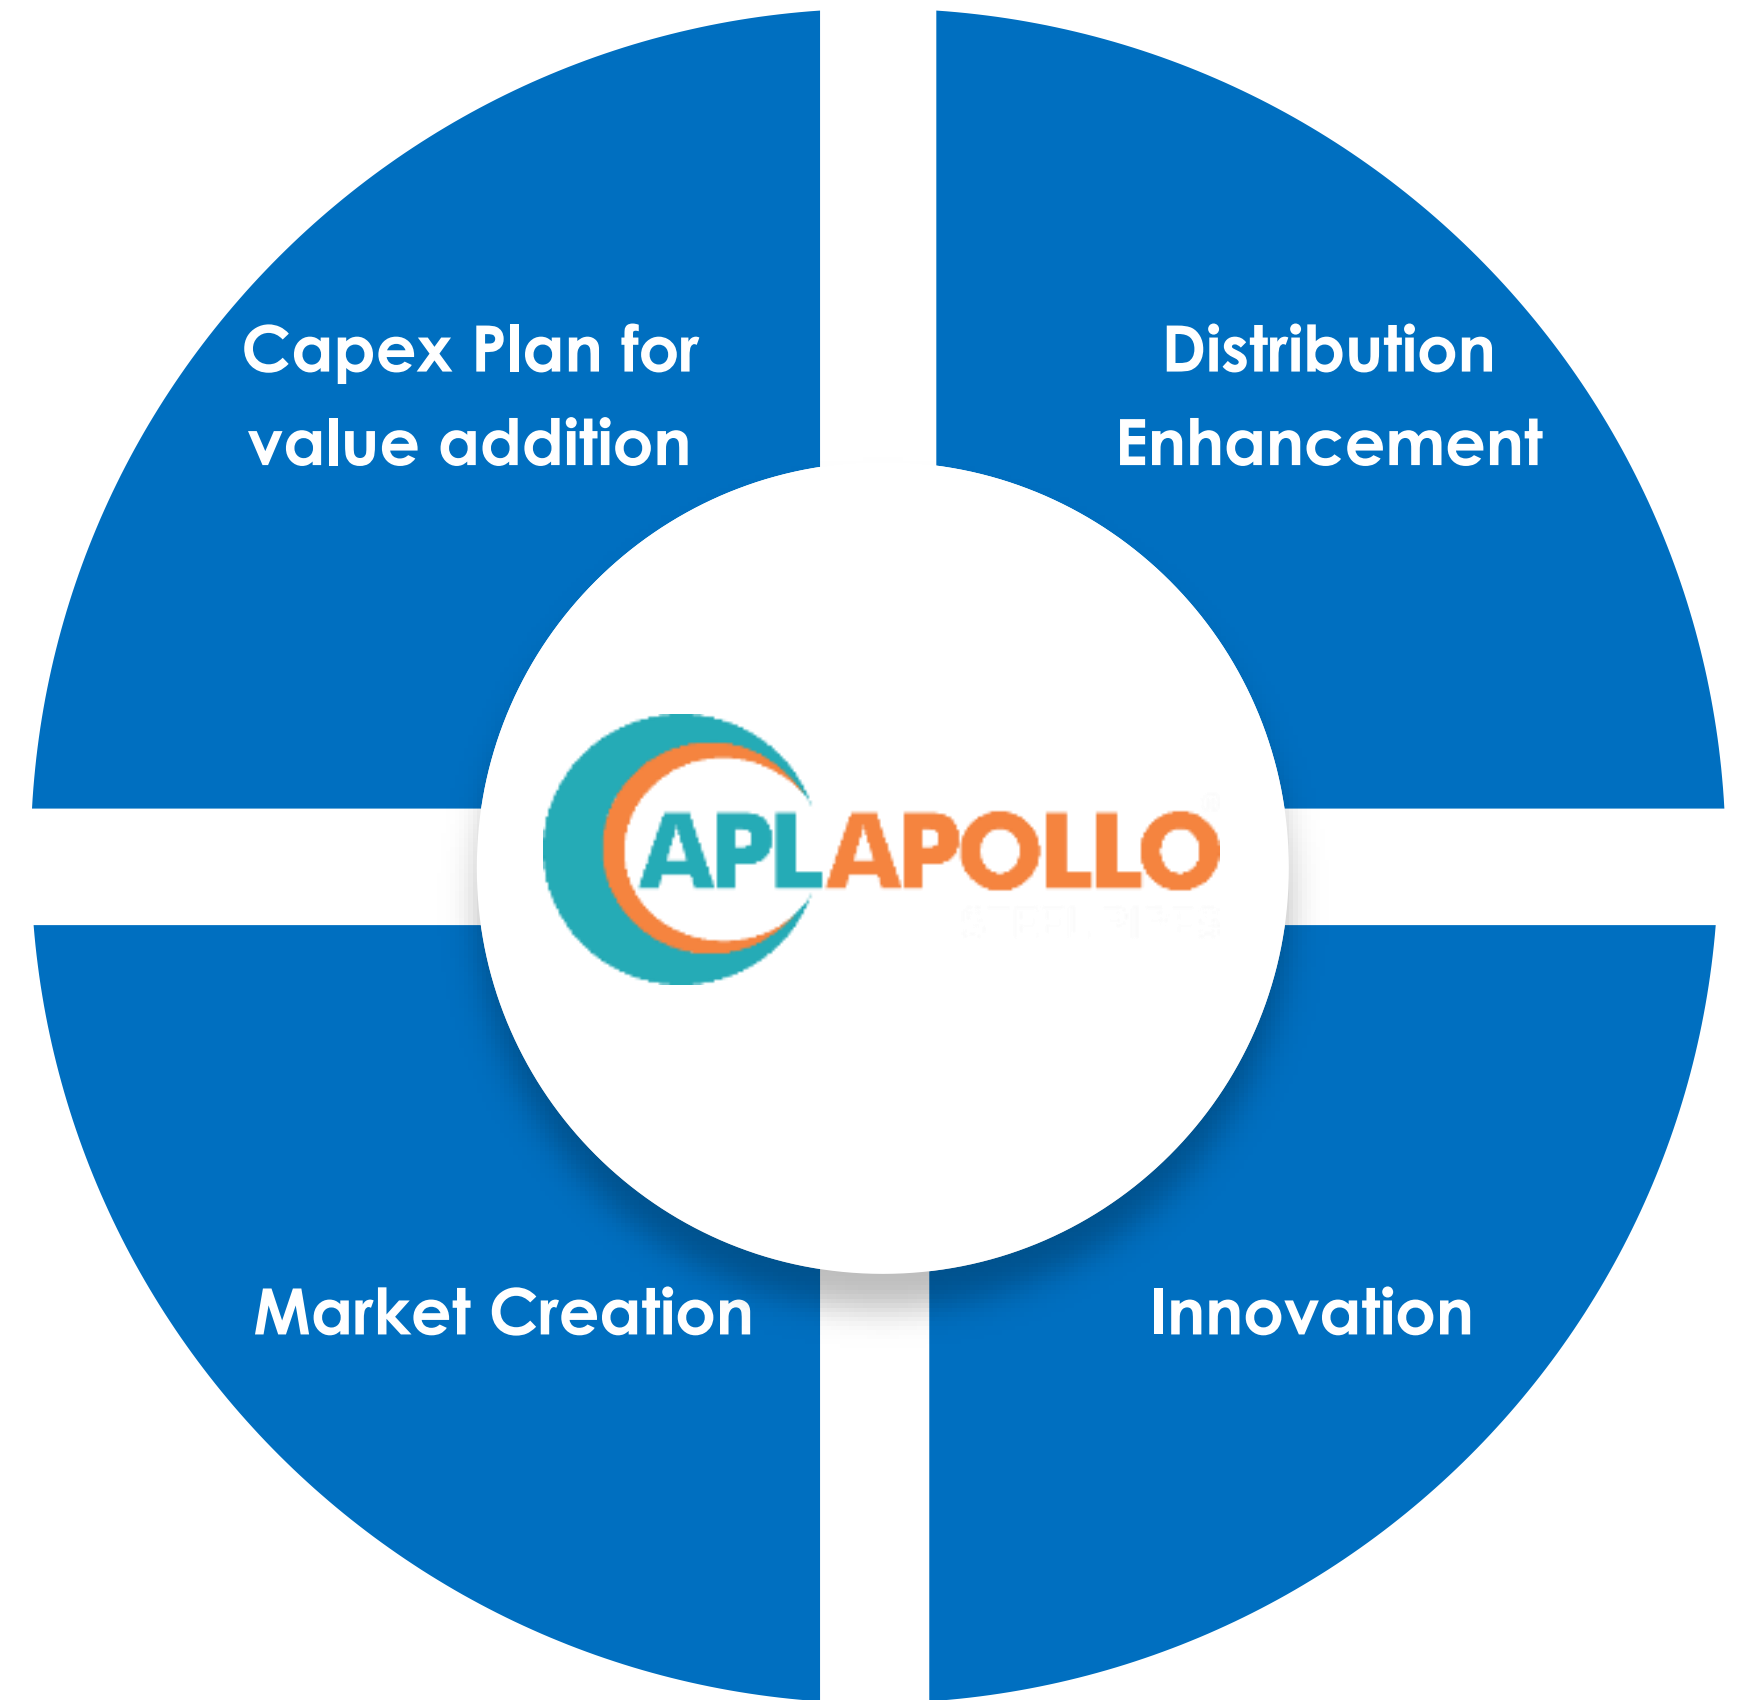 Capex Plan for
value addition
Distribution
Enhancement
APLAPOLLO
Market Creation
Innovation